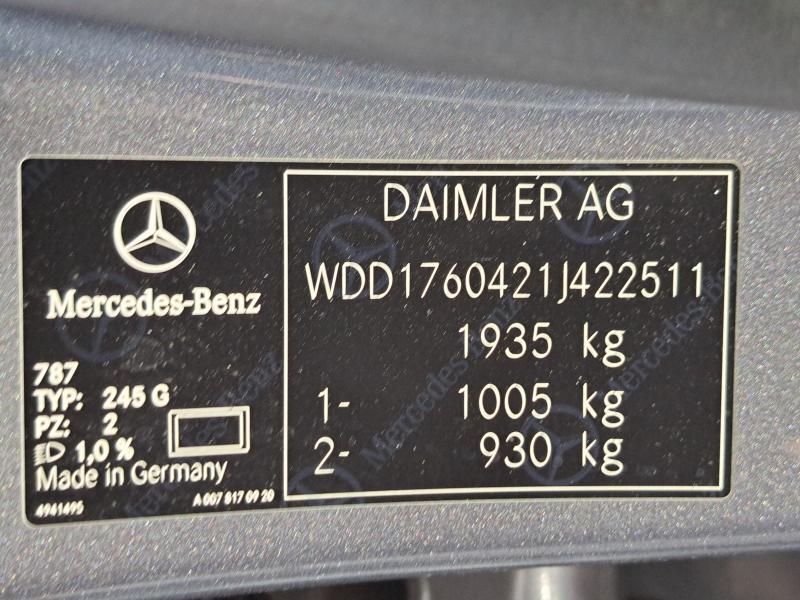 Mercedes-Benz
787
TYP: 245 G
PZ: 2
1,0 %
Made in Germany
4941495 A 007 817 09 20
DAIMLER AG
WDD1760421J422511
1935 kg
1- 1005 kg
2- 930 kg